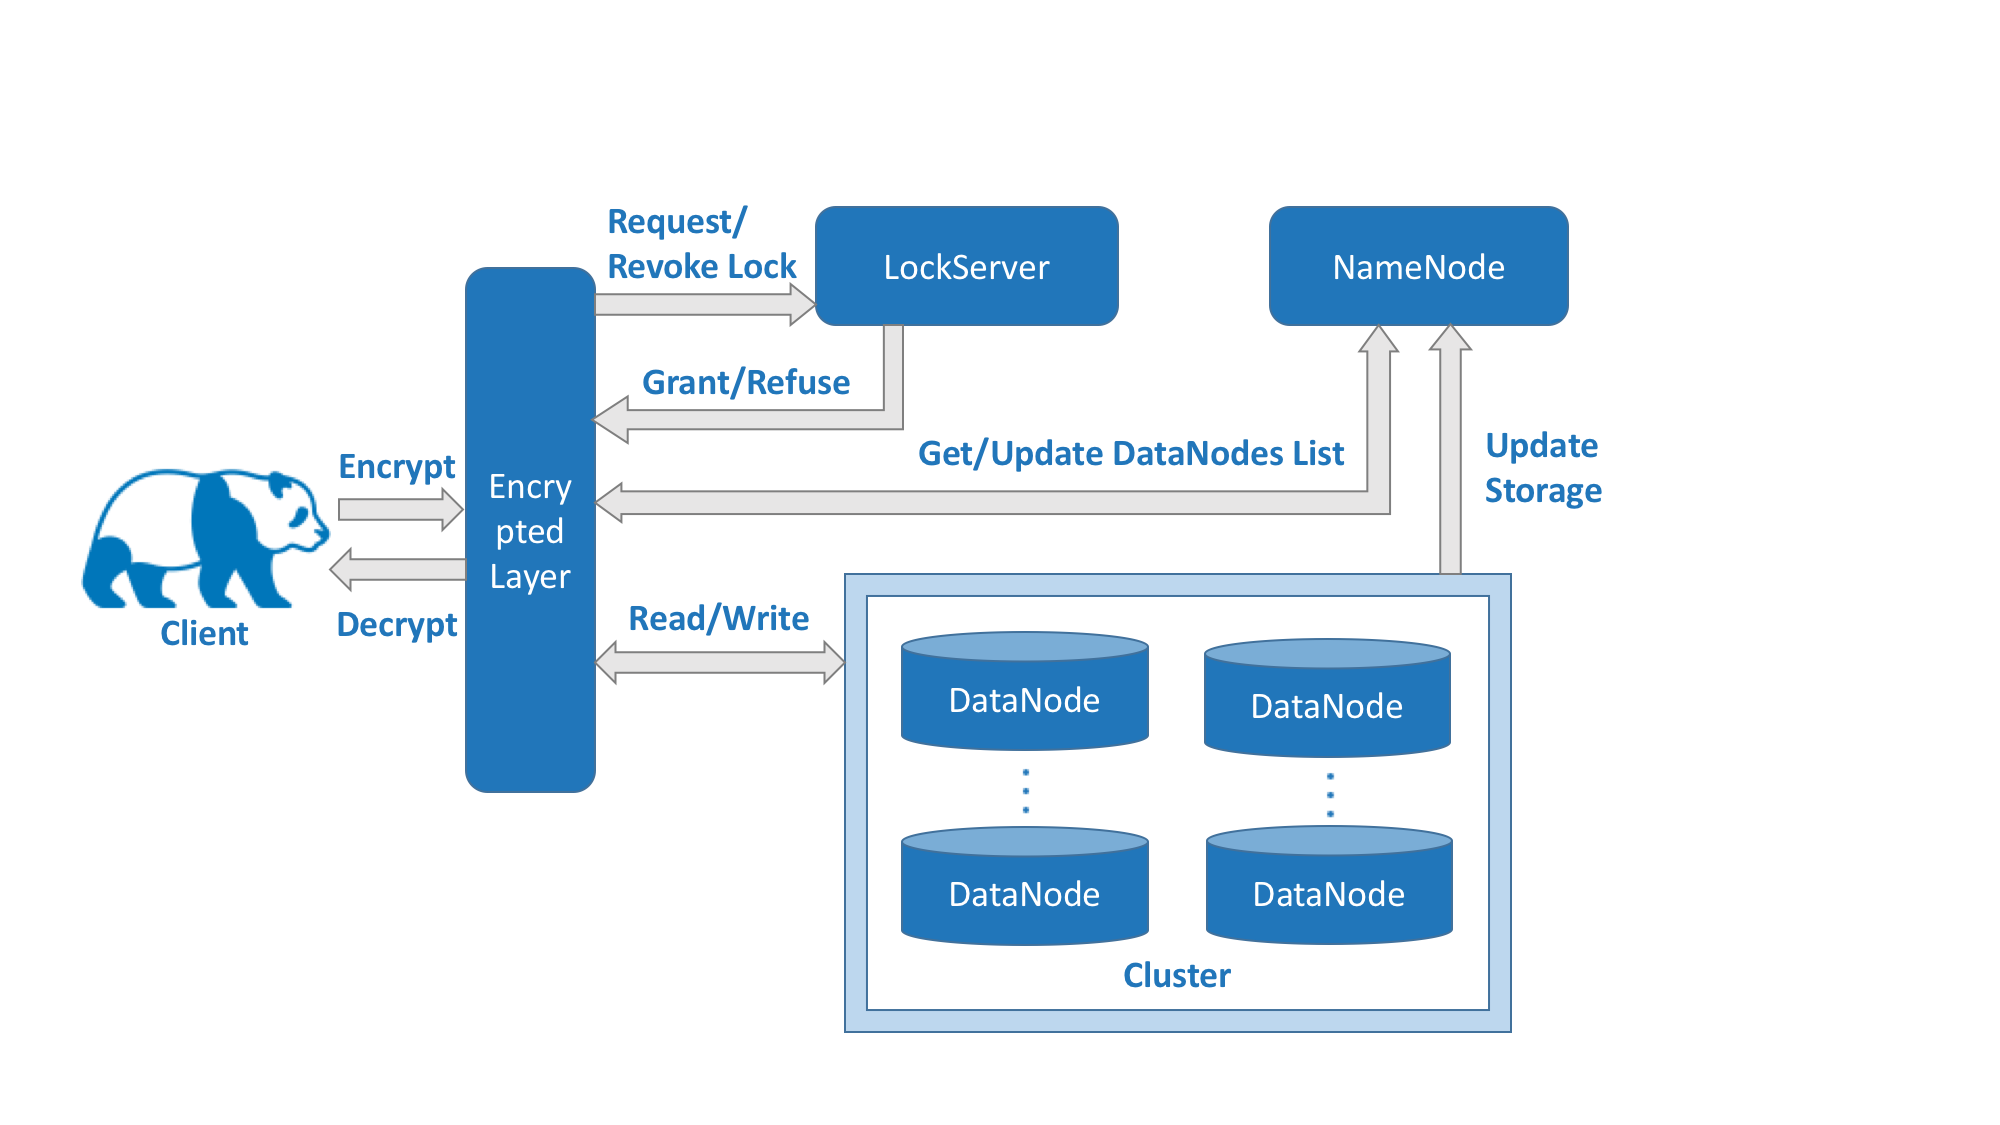 Request/
Revoke Lock
LockServer
NameNode
Grant/Refuse
Get/Update DataNodes List
Update
Storage
Encrypt
Encry
pted
Layer
Decrypt
Client
Read/Write
DataNode
DataNode
DataNode
DataNode
Cluster